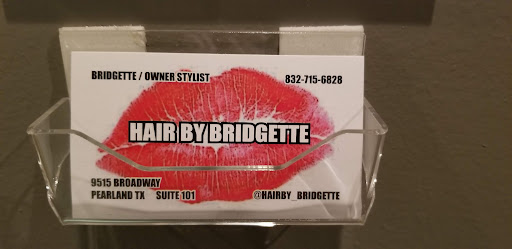 BRIDGETTE / OWNER STYLIST 832-715-6828
HAIR BY BRIDGETTE
9515 BROADWAY
PEARLAND TX SUITE 101 @HAIRBY_BRIDGETTE